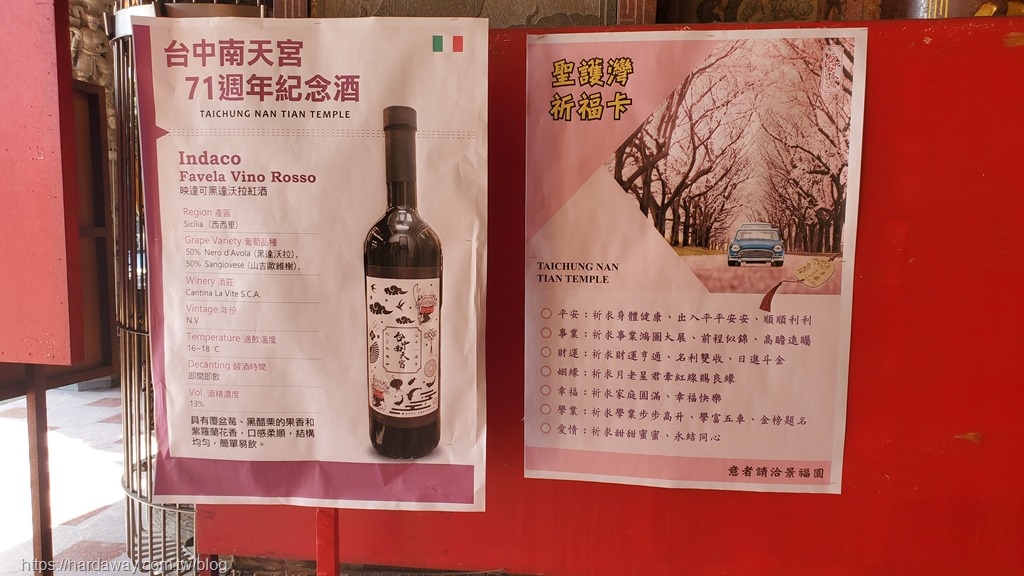 台中南天宮
71週年紀念酒
TAICHUNG NAN TIAN TEMPLE
Indaco
Favela Vino Rosso
映達可黑達沃拉紅酒
Region 產區
Sicilia (西西里)
Grape Variety 葡萄品種
50% Nero d'Avola (黑達沃拉),
50% Sangiovese (山吉歐維榭),
Winery 酒莊
Cantina La Vite S.C.A.
Vintage 年份
N.V
Temperature 適飲溫度
16~18°C
Decanting 醒酒時間
即開即飲
Vol. 酒精濃度
13%
具有覆盆莓、黑醋栗的果香和
紫羅蘭花香,口感柔順,結構
均勻,簡單易飲。
台中南天宮
聖護灣
祈福卡
TAICHUNG NAN
TIAN TEMPLE
平安:祈求身體健康、出入平平安安、順順利利
事業:祈求事業鴻圖大展、前程似錦、高瞻遠矚
財運:祈求財運亨通、名利雙收、日進斗金
姻緣:祈求月老星君牽紅線賜良緣
幸福:祈求家庭圓滿、幸福快樂
學業:祈求學業步步高升、學富五車、金榜題名
愛情:祈求甜甜蜜蜜、永結同心
意者請洽景福園
https://hardaway.com.tw/blog